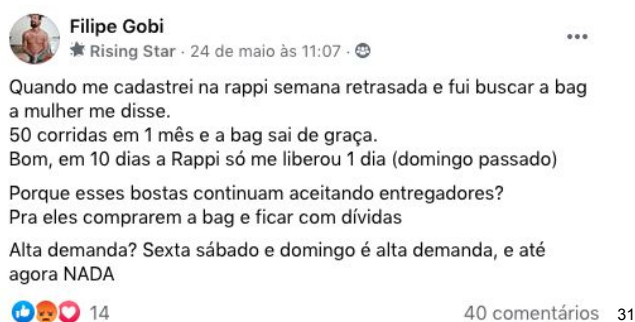 Filipe Gobi
Rising Star · 24 de maio às 11:07 ·
Quando me cadastrei na rappi semana retrasada e fui buscar a bag
a mulher me disse.
50 corridas em 1 mês e a bag sai de graça.
Bom, em 10 dias a Rappi só me liberou 1 dia (domingo passado)
Porque esses bostas continuam aceitando entregadores?
Pra eles comprarem a bag e ficar com dívidas
Alta demanda? Sexta sábado e domingo é alta demanda, e até
agora NADA
14 40 comentários 31